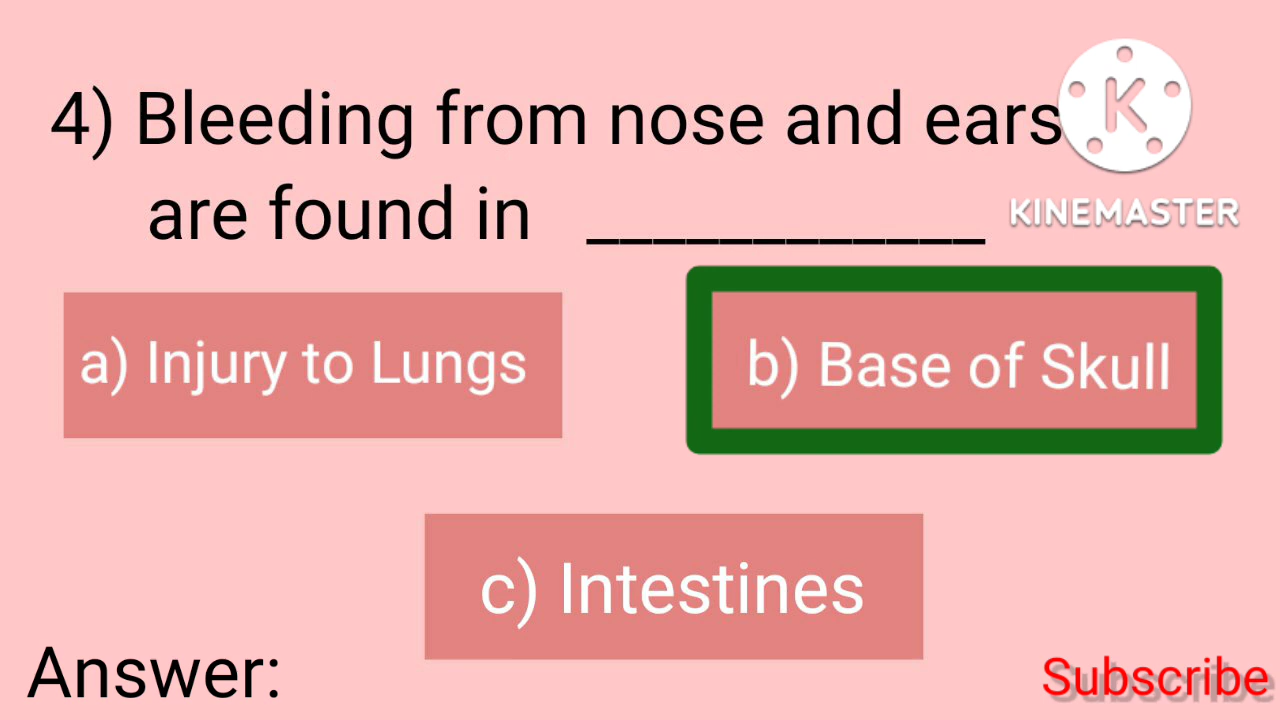 4) Bleeding from nose and ears
are found in ____________
K
KINEMASTER
a) Injury to Lungs
b) Base of Skull
c) Intestines
Answer:
Subscribe